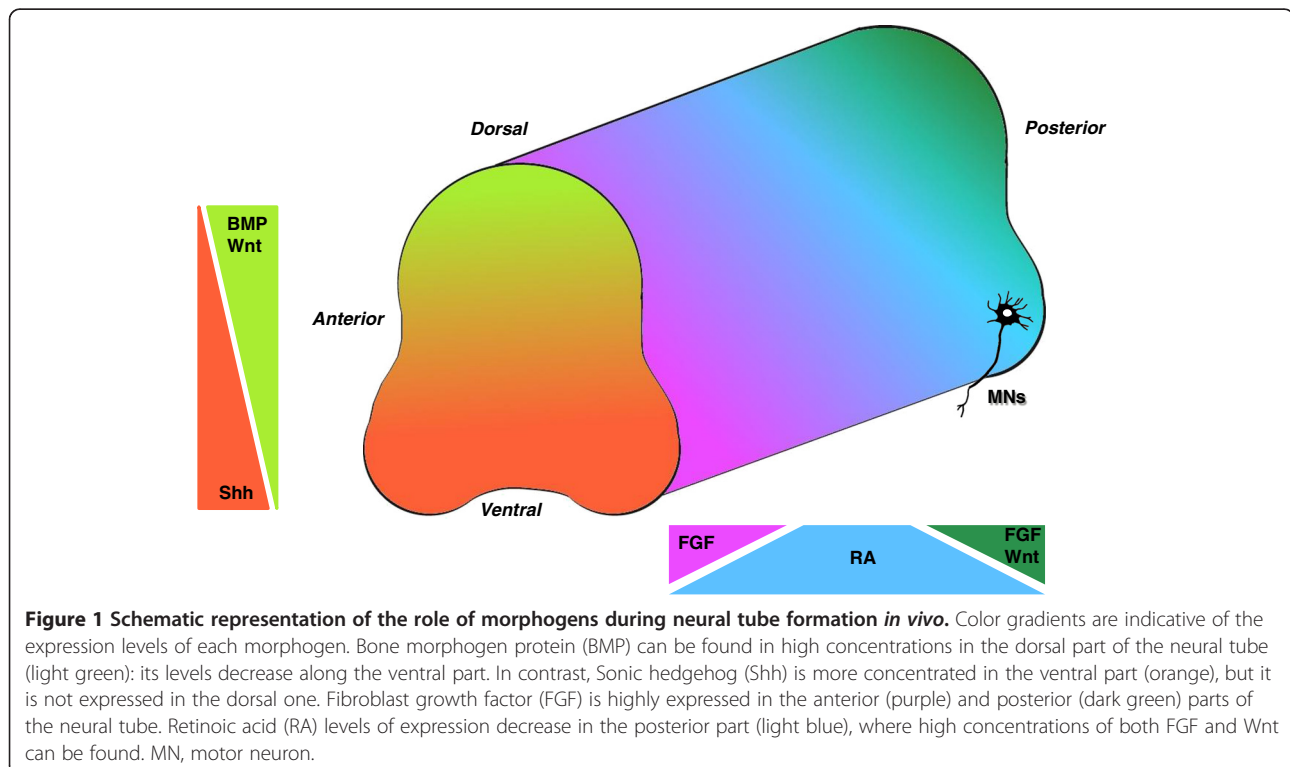 Dorsal
Posterior
BMP
Wnt
Anterior
Shh
Ventral
MNs
FGF
RA
FGF
Wnt
Figure 1 Schematic representation of the role of morphogens during neural tube formation in vivo. Color gradients are indicative of the
expression levels of each morphogen. Bone morphogen protein (BMP) can be found in high concentrations in the dorsal part of the neural tube
(light green): its levels decrease along the ventral part. In contrast, Sonic hedgehog (Shh) is more concentrated in the ventral part (orange), but it
is not expressed in the dorsal one. Fibroblast growth factor (FGF) is highly expressed in the anterior (purple) and posterior (dark green) parts of
the neural tube. Retinoic acid (RA) levels of expression decrease in the posterior part (light blue), where high concentrations of both FGF and Wnt
can be found. MN, motor neuron.